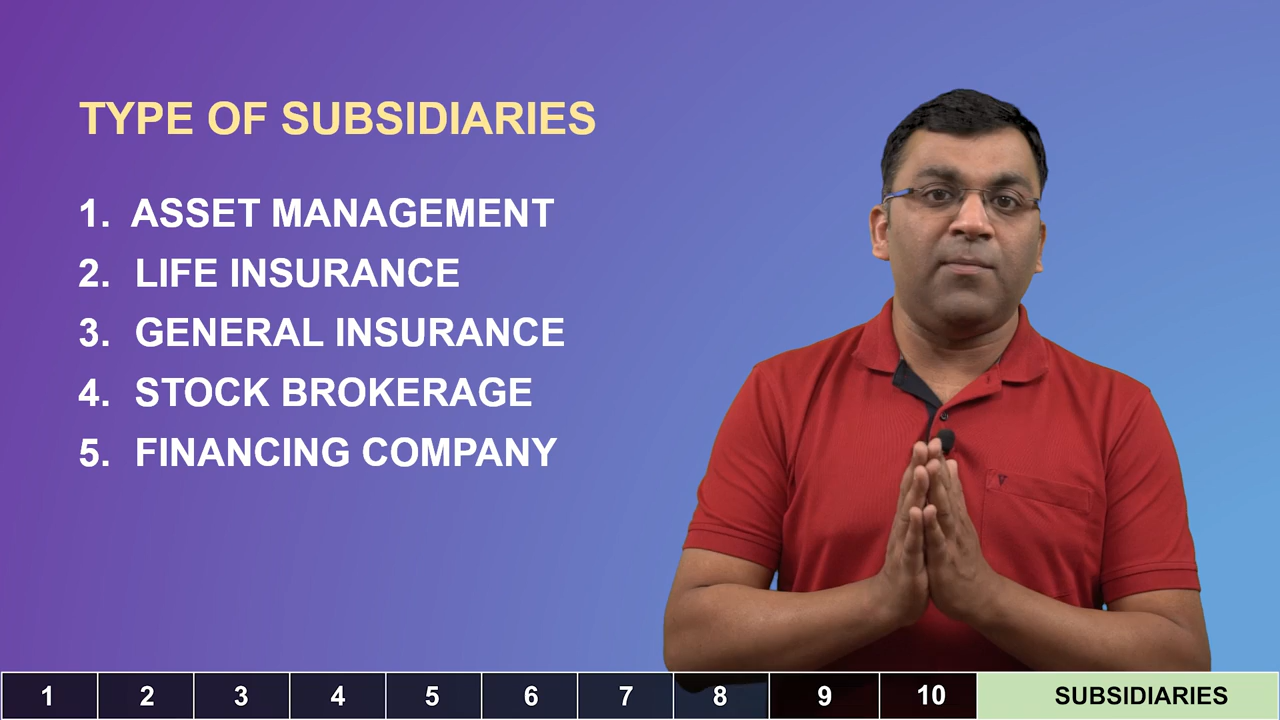 TYPE OF SUBSIDIARIES
1. ASSET MANAGEMENT
2. LIFE INSURANCE
3. GENERAL INSURANCE
4. STOCK BROKERAGE
5. FINANCING COMPANY
1 2 3 4 5 6 7 8 9 10 SUBSIDIARIES